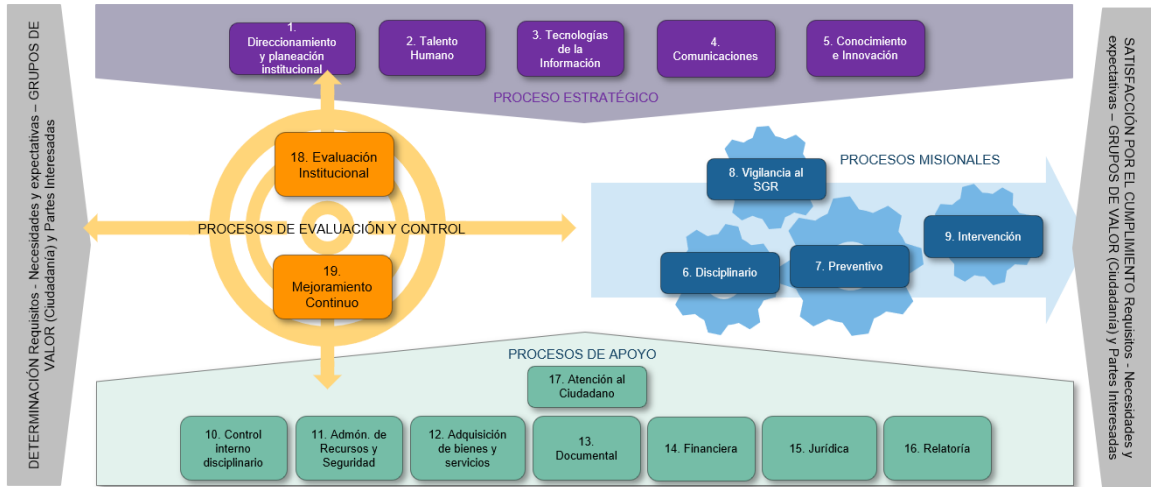 DETERMINACIÓN Requisitos - Necesidades y expectativas – GRUPOS DE
VALOR (Ciudadanía) y Partes Interesadas
1.
Direccionamiento
y planeación
institucional
2. Talento
Humano
3. Tecnologías
de la
Información
4.
Comunicaciones
5. Conocimiento
e Innovación
PROCESO ESTRATÉGICO
18. Evaluación
Institucional
PROCESOS DE EVALUACIÓN Y CONTROL
19.
Mejoramiento
Continuo
PROCESOS MISIONALES
8. Vigilancia al
SGR
6. Disciplinario
7. Preventivo
9. Intervención
PROCESOS DE APOYO
17. Atención al
Ciudadano
10. Control
interno
disciplinario
11. Admón. de
Recursos y
Seguridad
12. Adquisición
de bienes y
servicios
13.
Documental
14. Financiera
15. Jurídica
16. Relatoría
SATISFACCIÓN POR EL CUMPLIMIENTO Requisitos - Necesidades y
expectativas – GRUPOS DE VALOR (Ciudadanía) y Partes Interesadas